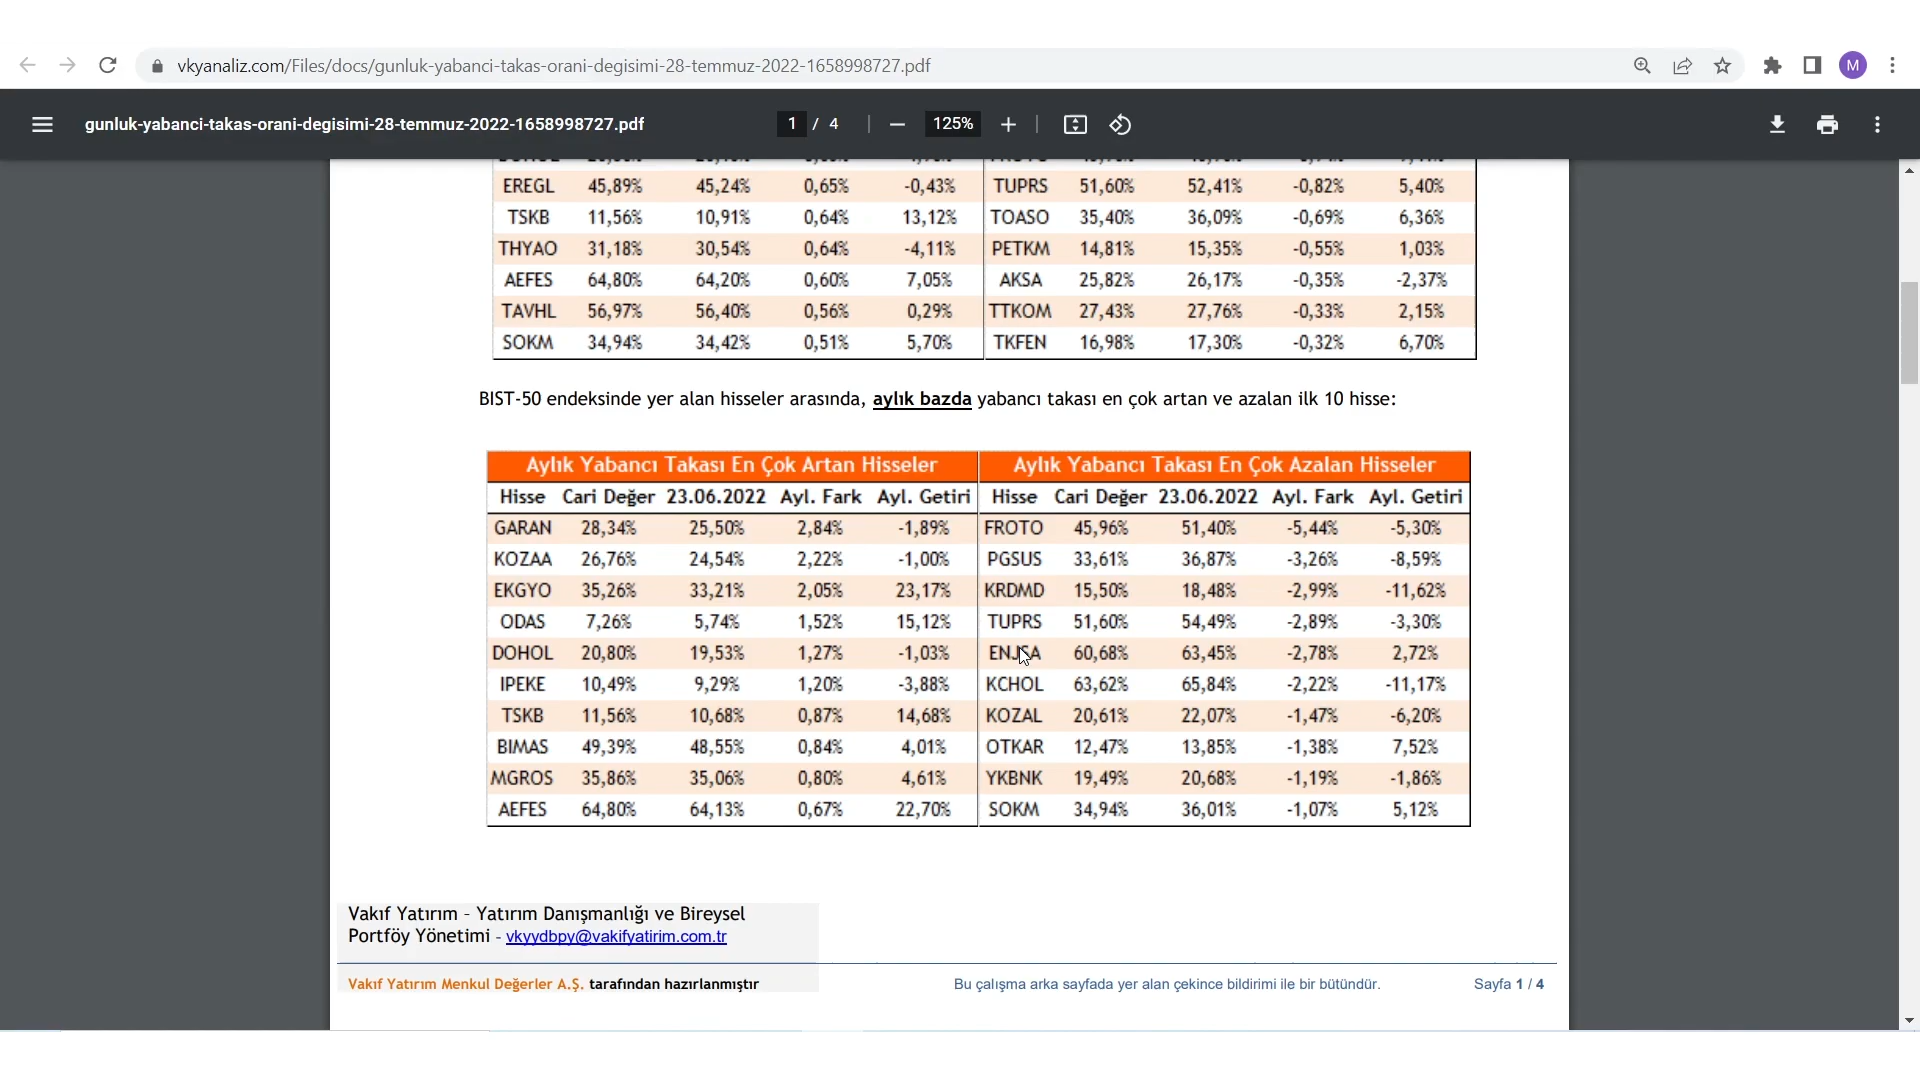 vkyanaliz.com/Files/docs/gunluk-yabanci-takas-orani-degisimi-28-temmuz-2022-1658998727.pdf
M
gunluk-yabanci-takas-orani-degisimi-28-temmuz-2022-1658998727.pdf 1 / 4 125%
EREGL 45,89% 45,24% 0,65% -0,43% TUPRS 51,60% 52,41% -0,82% 5,40%
TSKB 11,56% 10,91% 0,64% 13,12% TOASO 35,40% 36,09% -0,69% 6,36%
THYAO 31,18% 30,54% 0,64% -4,11% PETKM 14,81% 15,35% -0,55% 1,03%
AEFES 64,80% 64,20% 0,60% 7,05% AKSA 25,82% 26,17% -0,35% -2,37%
TAVHL 56,97% 56,40% 0,56% 0,29% TTKOM 27,43% 27,76% -0,33% 2,15%
SOKM 34,94% 34,42% 0,51% 5,70% TKFEN 16,98% 17,30% -0,32% 6,70%
BIST-50 endeksinde yer alan hisseler arasında, aylık bazda yabancı takası en çok artan ve azalan ilk 10 hisse:
Aylık Yabancı Takası En Çok Artan Hisseler Aylık Yabancı Takası En Çok Azalan Hisseler
Hisse Cari Değer 23.06.2022 Ayl. Fark Ayl. Getiri Hisse Cari Değer 23.06.2022 Ayl. Fark Ayl. Getiri
GARAN 28,34% 25,50% 2,84% -1,89% FROTO 45,96% 51,40% -5,44% -5,30%
KOZAA 26,76% 24,54% 2,22% -1,00% PGSUS 33,61% 36,87% -3,26% -8,59%
EKGYO 35,26% 33,21% 2,05% 23,17% KRDMD 15,50% 18,48% -2,99% -11,62%
ODAS 7,26% 5,74% 1,52% 15,12% TUPRS 51,60% 54,49% -2,89% -3,30%
DOHOL 20,80% 19,53% 1,27% -1,03% ENJSA 60,68% 63,45% -2,78% 2,72%
IPEKE 10,49% 9,29% 1,20% -3,88% KCHOL 63,62% 65,84% -2,22% -11,17%
TSKB 11,56% 10,68% 0,87% 14,68% KOZAL 20,61% 22,07% -1,47% -6,20%
BIMAS 49,39% 48,55% 0,84% 4,01% OTKAR 12,47% 13,85% -1,38% 7,52%
MGROS 35,86% 35,06% 0,80% 4,61% YKBNK 19,49% 20,68% -1,19% -1,86%
AEFES 64,80% 64,13% 0,67% 22,70% SOKM 34,94% 36,01% -1,07% 5,12%
Vakıf Yatırım - Yatırım Danışmanlığı ve Bireysel
Portföy Yönetimi - vkyydbpy@vakifyatirim.com.tr
Vakıf Yatırım Menkul Değerler A.Ş. tarafından hazırlanmıştır Bu çalışma arka sayfada yer alan çekince bildirimi ile bir bütündür. Sayfa 1 / 4